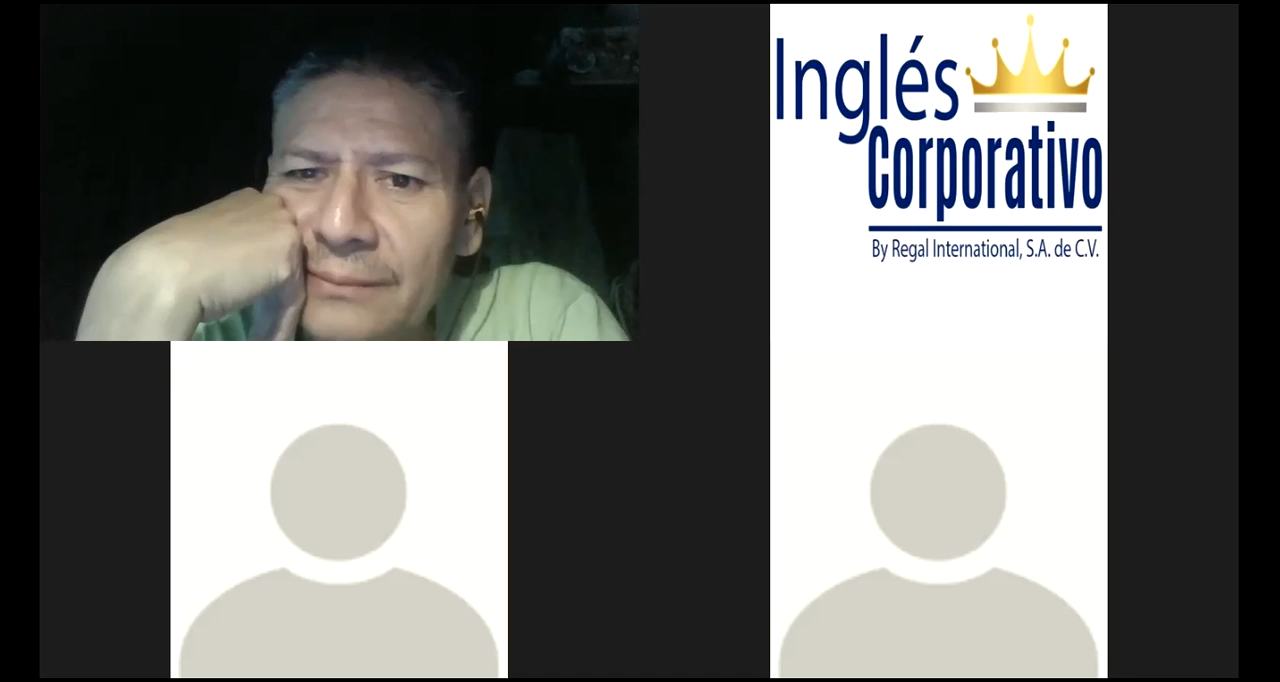 Inglés
Corporativo
By Regal International, S.A. de C.V.